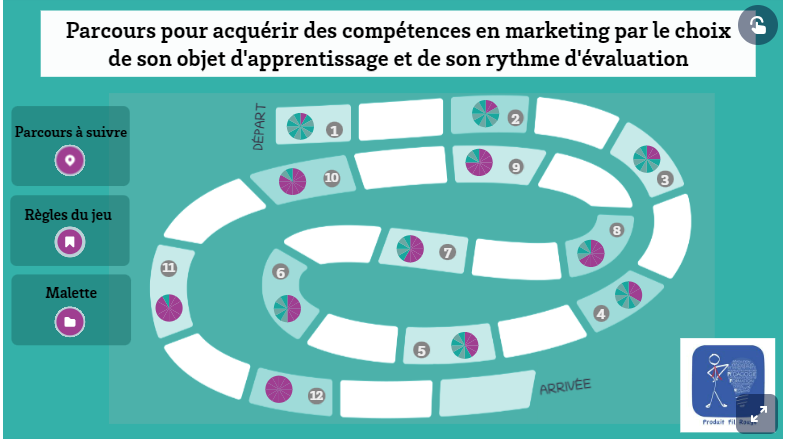 Parcours pour acquérir des compétences en marketing par le choix
de son objet d'apprentissage et de son rythme d'évaluation
Parcours à suivre
Règles du jeu
Malette
DÉPART
1
2
3
10
9
8
7
11
6
4
5
12
ARRIVÉE
Produit Fil Rouge